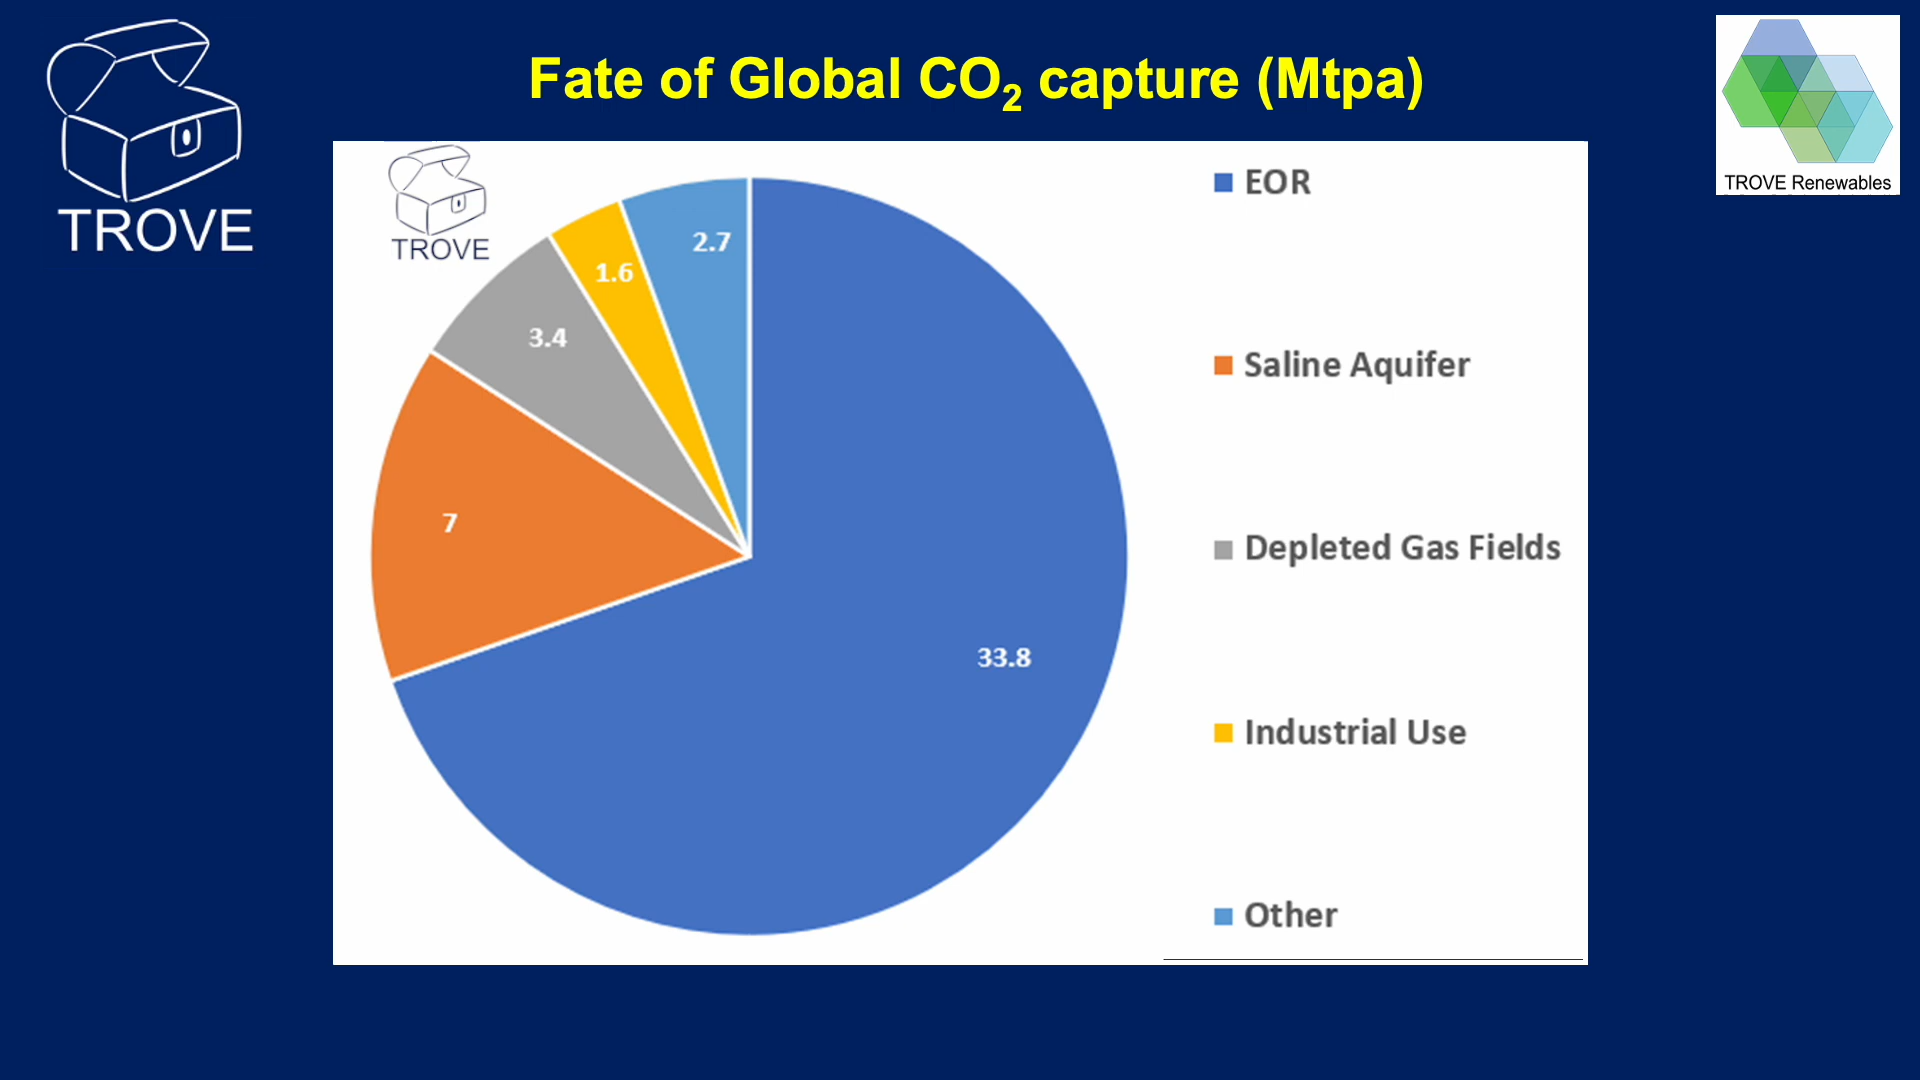 Fate of Global CO₂ capture (Mtpa)
TROVE
TROVE Renewables
TROVE
2.7
1.6
3.4
7
33.8
EOR
Saline Aquifer
Depleted Gas Fields
Industrial Use
Other